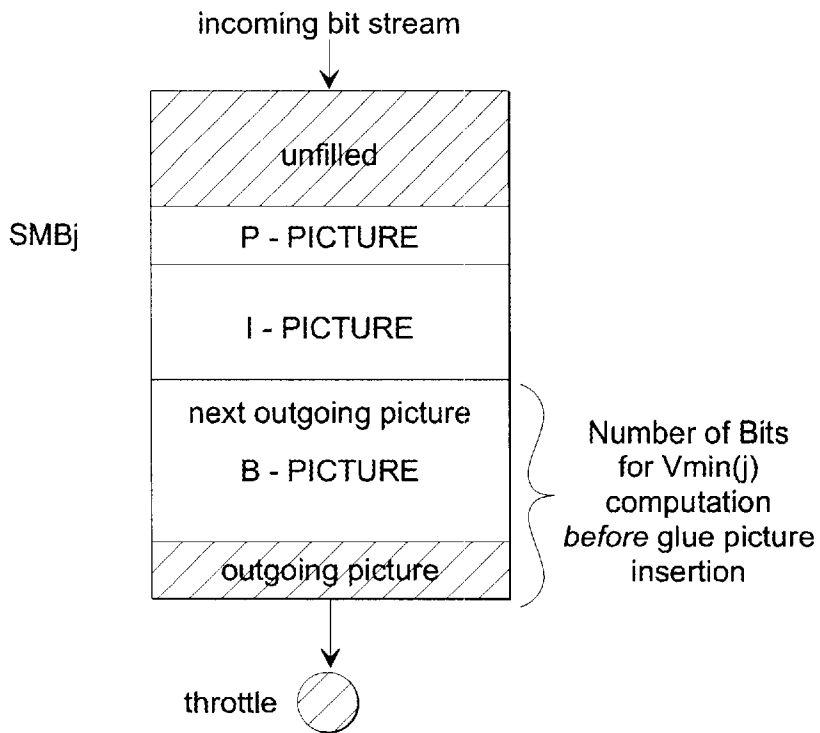 incoming bit stream
unfilled
SMBj
P - PICTURE
I - PICTURE
next outgoing picture
B - PICTURE
Number of Bits
for Vmin(j)
computation
before glue picture
insertion
outgoing picture
throttle